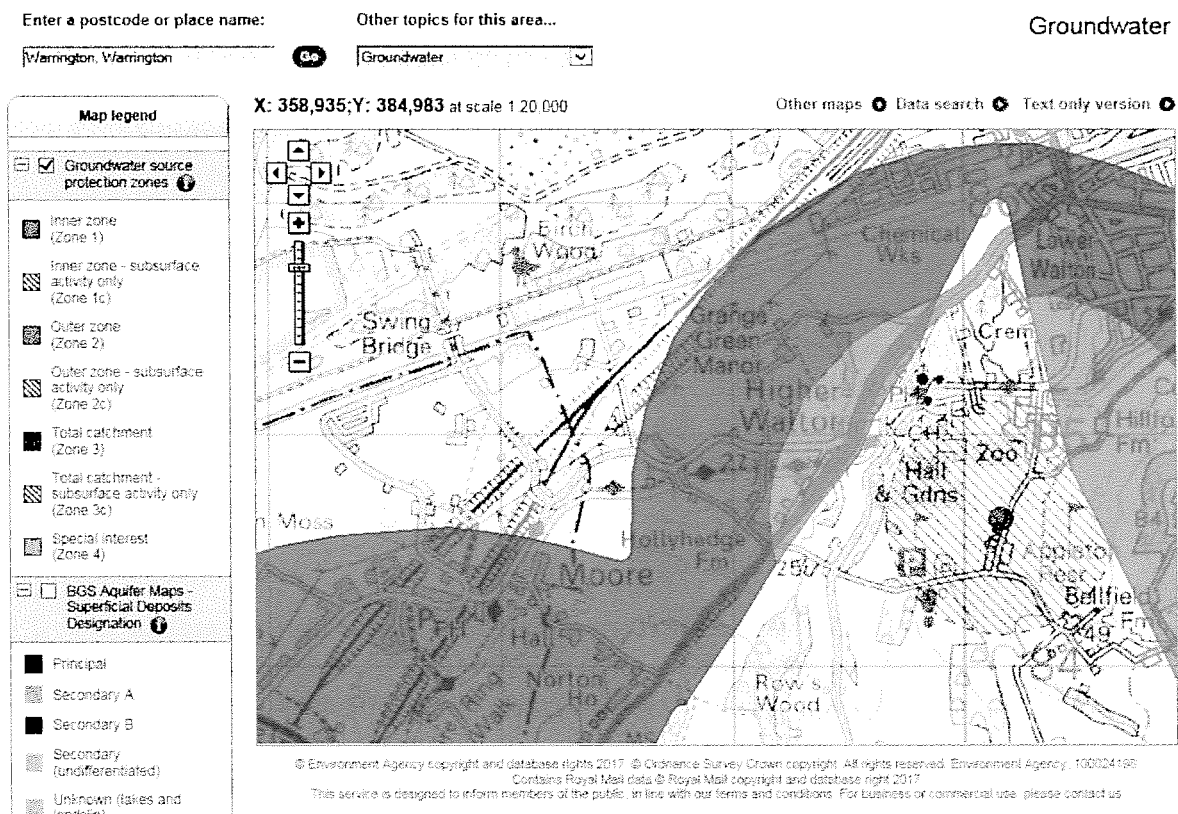 Enter a postcode or place name:
Other topics for this area...
Groundwater
Warrington, Warrington
Go
Groundwater
X: 358,935;Y: 384,983 at scale 1:20,000
Other maps
Data search
Text only version
Map legend
Groundwater source
protection zones
Inner zone
(Zone 1)
Inner zone - subsurface
activity only
(Zone 1c)
Outer zone
(Zone 2)
Outer zone - subsurface
activity only
(Zone 2c)
Total catchment
(Zone 3)
Total catchment -
subsurface activity only
(Zone 3c)
Special interest
(Zone 4)
BGS Aquifer Maps -
Superficial Deposits
Designation
Principal
Secondary A
Secondary B
Secondary
(undifferentiated)
Unknown (lakes and
Birch
Wood
Swing
Bridge
Chemical
Wks
Lower
Walton
Grange
Green
Manor
Higher
Walton
Crem
Zoo
Hall
& Gdns
Hillfo
Fm
Moss
Hollyhedge
Fm
Moore
Appleton
Resr
Bellfield
Fm
Hall
Norton
Ho
Row's
Wood
84
© Environment Agency copyright and database rights 2017. © Ordnance Survey Crown copyright. All rights reserved. Environment Agency, 100024198
Contains Royal Mail data © Royal Mail copyright and database right 2017
This service is designed to inform members of the public, in line with our terms and conditions. For business or commercial use, please contact us